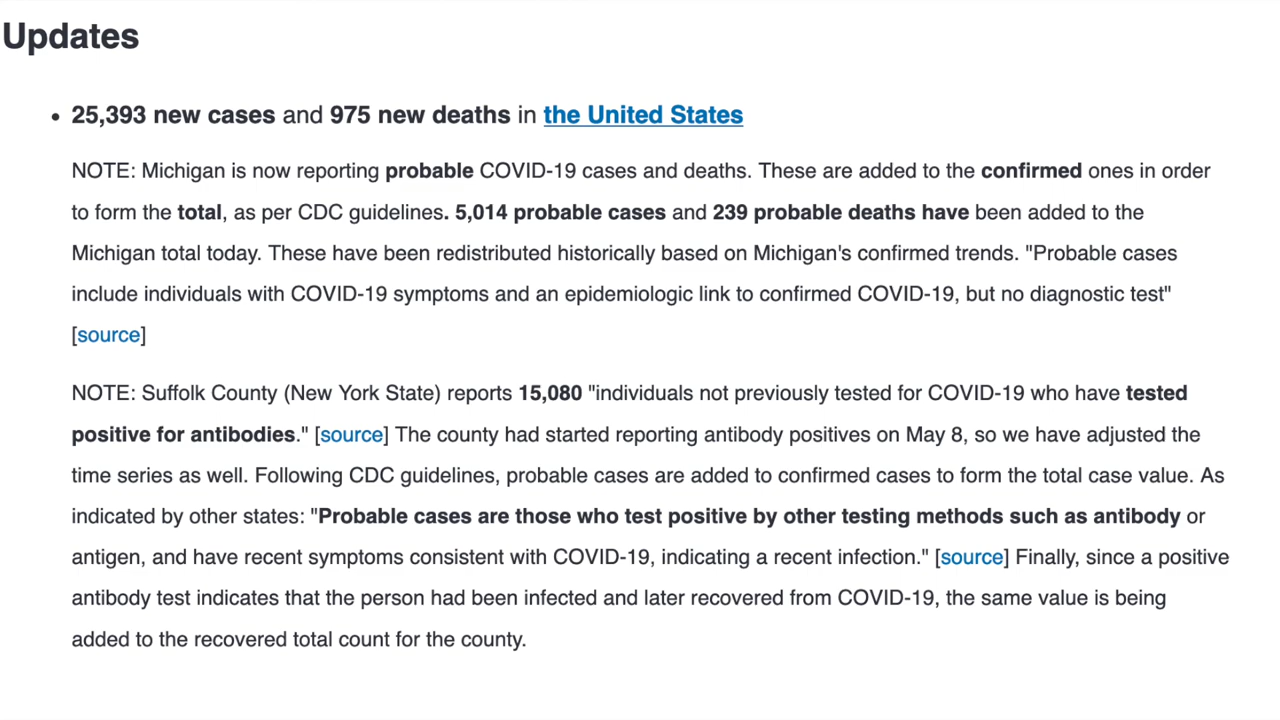 Updates
• 25,393 new cases and 975 new deaths in the United States
NOTE: Michigan is now reporting probable COVID-19 cases and deaths. These are added to the confirmed ones in order
to form the total, as per CDC guidelines. 5,014 probable cases and 239 probable deaths have been added to the
Michigan total today. These have been redistributed historically based on Michigan's confirmed trends. "Probable cases
include individuals with COVID-19 symptoms and an epidemiologic link to confirmed COVID-19, but no diagnostic test"
[source]
NOTE: Suffolk County (New York State) reports 15,080 "individuals not previously tested for COVID-19 who have tested
positive for antibodies." [source] The county had started reporting antibody positives on May 8, so we have adjusted the
time series as well. Following CDC guidelines, probable cases are added to confirmed cases to form the total case value. As
indicated by other states: "Probable cases are those who test positive by other testing methods such as antibody or
antigen, and have recent symptoms consistent with COVID-19, indicating a recent infection." [source] Finally, since a positive
antibody test indicates that the person had been infected and later recovered from COVID-19, the same value is being
added to the recovered total count for the county.